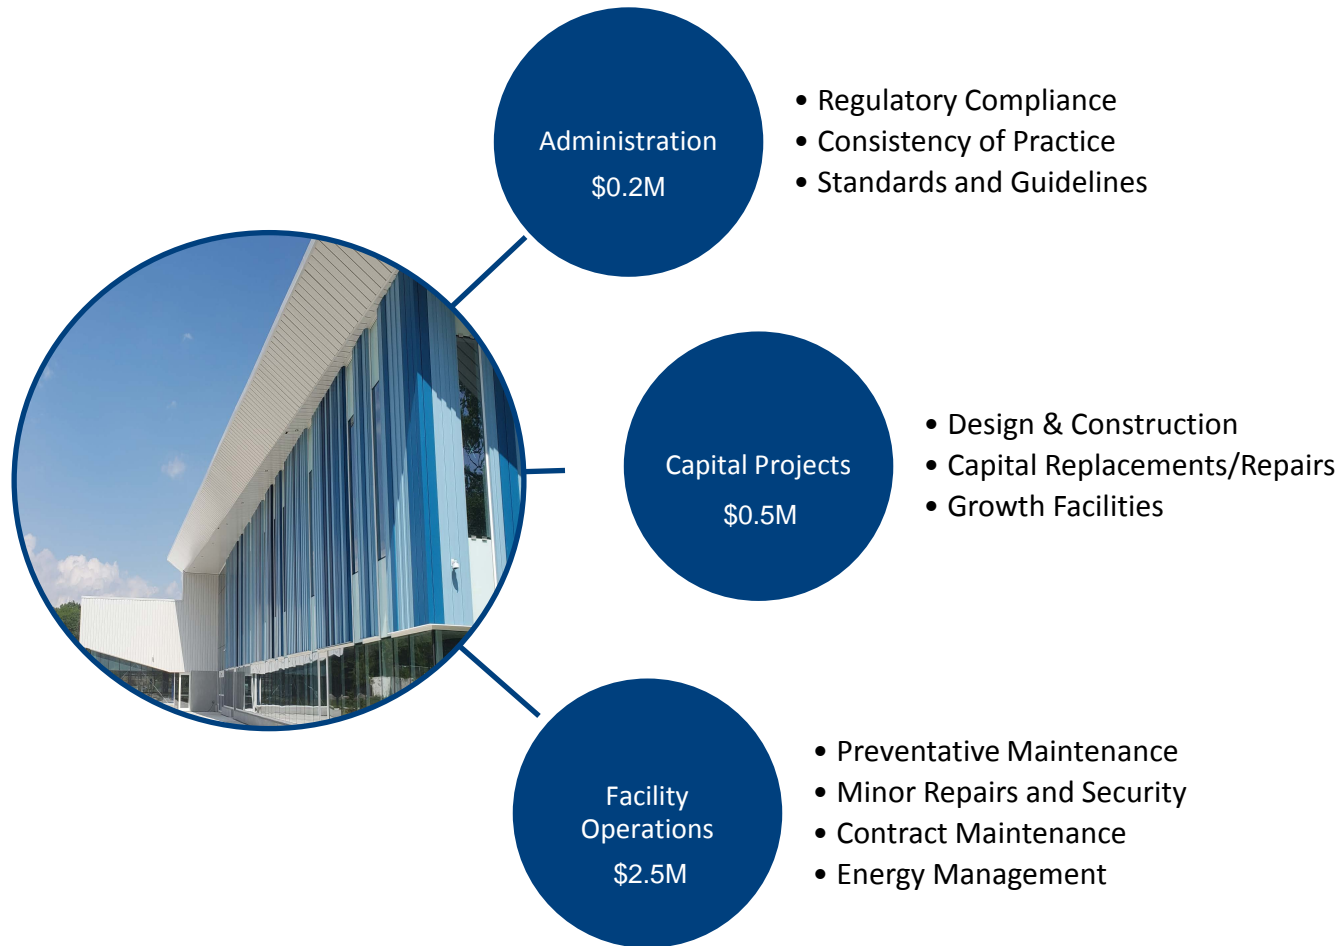 Administration
$0.2M
• Regulatory Compliance
• Consistency of Practice
• Standards and Guidelines
Capital Projects
$0.5M
• Design & Construction
• Capital Replacements/Repairs
• Growth Facilities
Facility
Operations
$2.5M
• Preventative Maintenance
• Minor Repairs and Security
• Contract Maintenance
• Energy Management